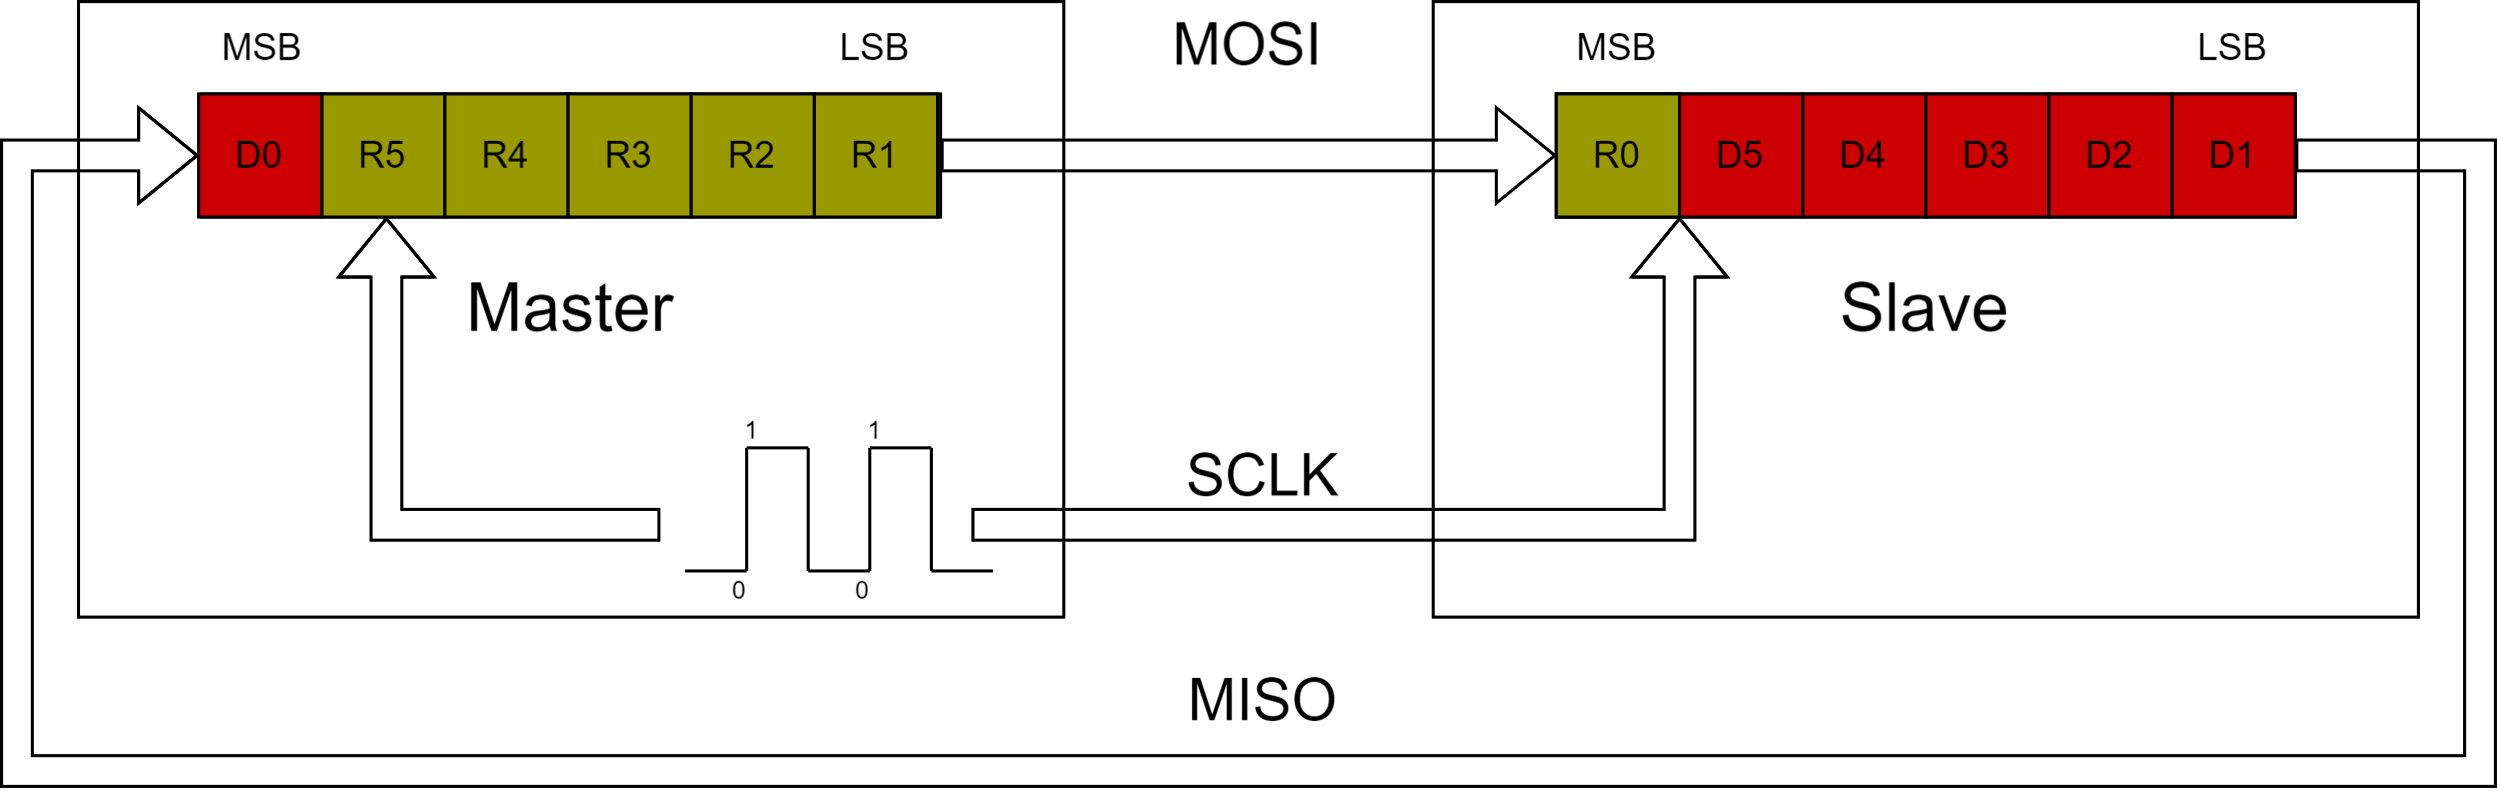 MOSI
MSB LSB
MSB LSB
D0 R5 R4 R3 R2 R1
R0 D5 D4 D3 D2 D1
Master
Slave
1 1
SCLK
0 0
MISO